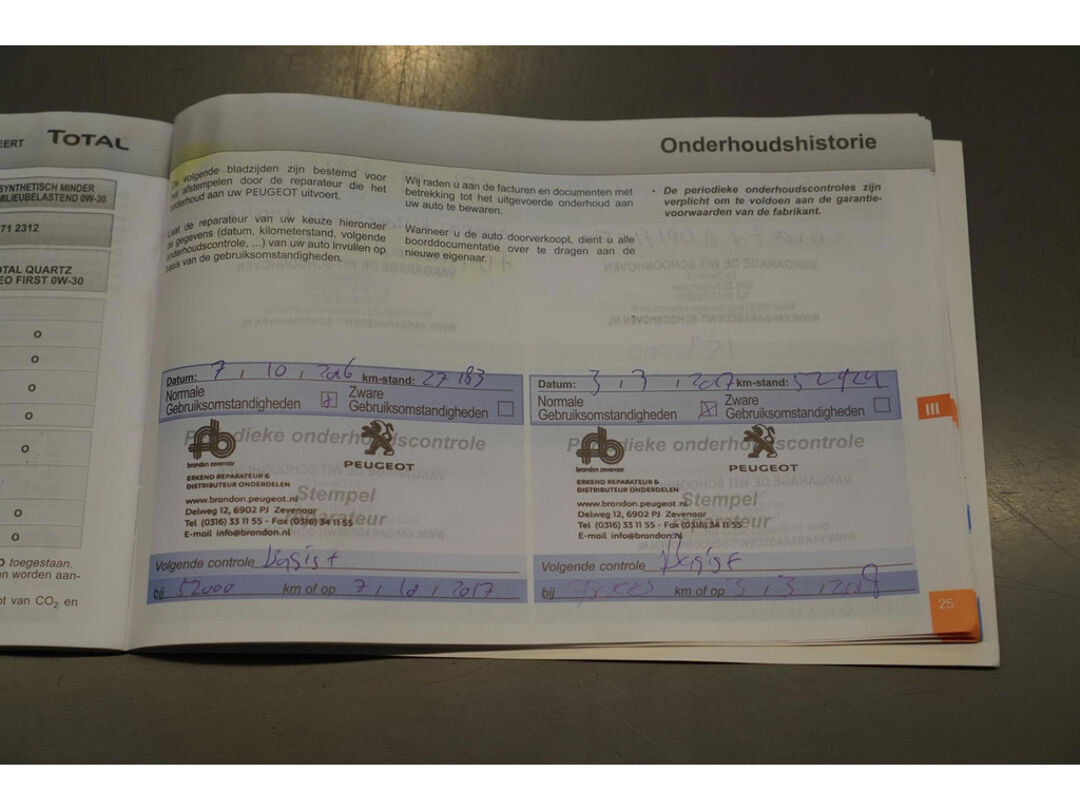 EERT TOTAL
SYNTHETISCH MINDER
MILIEUBELASTEND 0W-30
71 2312
OTAL QUARTZ
EO FIRST 0W-30
O
O
O
O
O
O
O
O toegestaan.
en worden aan-
ot van CO2 en
Onderhoudshistorie
De volgende bladzijden zijn bestemd voor
het afstempelen door de reparateur die het
onderhoud aan uw PEUGEOT uitvoert.
Laat de reparateur van uw keuze hieronder
de gegevens (datum, kilometerstand, volgende
onderhoudscontrole, ...) van uw auto invullen op
basis van de gebruiksomstandigheden.
Wij raden u aan de facturen en documenten met
betrekking tot het uitgevoerde onderhoud aan
uw auto te bewaren.
Wanneer u de auto doorverkoopt, dient u alle
boorddocumentatie over te dragen aan de
nieuwe eigenaar.
• De periodieke onderhoudscontroles zijn
verplicht om te voldoen aan de garantie-
voorwaarden van de fabrikant.
Datum: 7 , 10 , 2016 km-stand: 27 183
Normale
Gebruiksomstandigheden x Zware
Gebruiksomstandigheden
Periodieke onderhoudscontrole
brandon zevenaar
PEUGEOT
ERKEND REPARATEUR &
DISTRIBUTEUR ONDERDELEN
www.brandon.peugeot.nl
Stempel
Delweg 12, 6902 PJ Zevenaar
Tel (0316) 33 11 55 - Fax (0316) 34 11 55
reparateur
E-mail info@brandon.nl
Volgende controle Basis +
bij 52000 km of op 7 , 10 , 2017
Datum: 3 , 3 , 2017 km-stand: 52424
Normale
Gebruiksomstandigheden x Zware
Gebruiksomstandigheden
Periodieke onderhoudscontrole
brandon zevenaar
PEUGEOT
ERKEND REPARATEUR &
DISTRIBUTEUR ONDERDELEN
www.brandon.peugeot.nl
Stempel
Delweg 12, 6902 PJ Zevenaar
Tel (0316) 33 11 55 - Fax (0316) 34 11 55
reparateur
E-mail info@brandon.nl
Volgende controle Basis +
bij km of op 3 , 3 , 2018
III
25